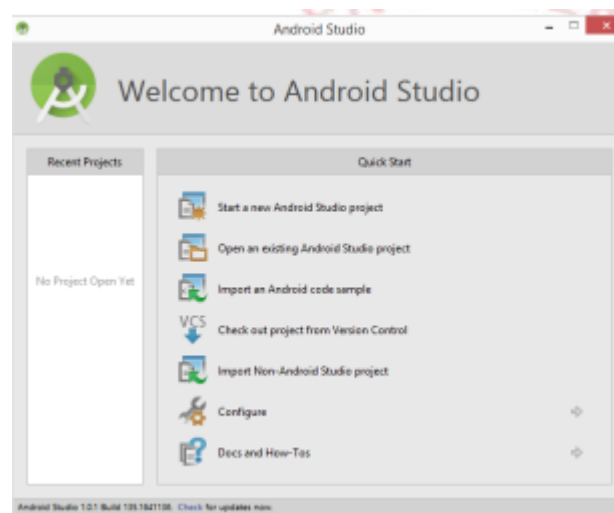 Android Studio
Welcome to Android Studio
Recent Projects
Quick Start
No Project Open Yet
Start a new Android Studio project
Open an existing Android Studio project
Import an Android code sample
VCS
Check out project from Version Control
Import Non-Android Studio project
Configure
Docs and How-Tos
Android Studio 1.0.1 Build 135.1641136. Check for updates now.